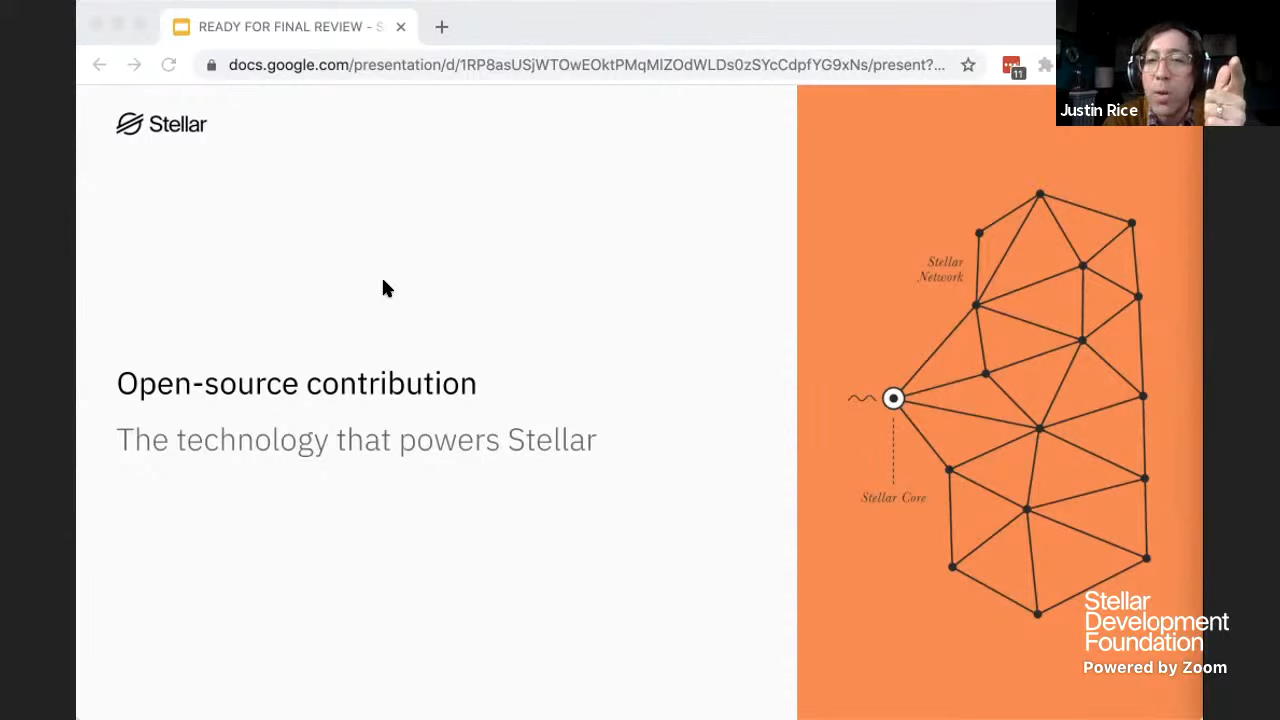 READY FOR FINAL REVIEW - S
docs.google.com/presentation/d/1RP8asUSjWTOwEOktPMqMlZOdWLDs0zSYcCdpfYG9xNs/present?...
11
Justin Rice
Stellar
Stellar
Network
Open-source contribution
The technology that powers Stellar
Stellar Core
Stellar
Development
Foundation
Powered by Zoom